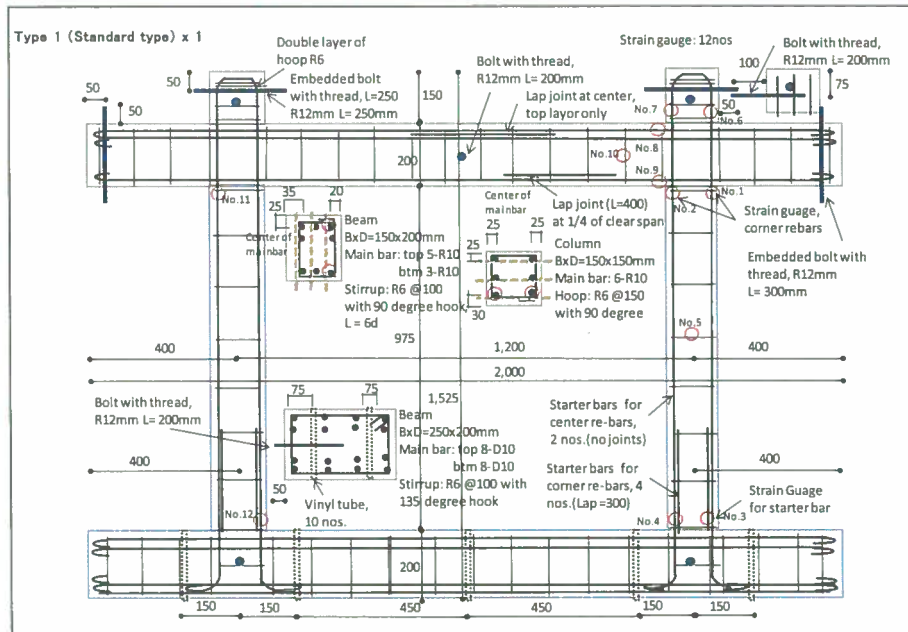 Type 1 (Standard type) x 1
Double layer of
hoop R6
Embedded bolt
with thread, L=250
R12mm L= 250mm
Bolt with thread,
R12mm L= 200mm
Lap joint at center,
top layor only
Strain gauge: 12nos
Bolt with thread,
R12mm L= 200mm
100
75
50
50
50
150
50
No.7
No.6
No.8
No.10
No.9
200
No.11
No.1
No.2
Center of
mainbar
Lap joint (L=400)
at 1/4 of clear span
Strain guage,
corner rebars
Embedded bolt with
thread, R12mm
L= 300mm
35
20
25
Center of
mainbar
Beam
BxD=150x200mm
Main bar: top 5-R10
btm 3-R10
Stirrup: R6 @100
with 90 degree hook,
L = 6d
25
25
25
30
Column
BxD=150x150mm
Main bar: 6-R10
Hoop: R6 @150
with 90 degree
No.5
975
400
1,200
400
2,000
1,525
Bolt with thread,
R12mm L= 200mm
75
75
Beam
BxD=250x200mm
Main bar: top 8-D10
btm 8-D10
Stirrup: R6 @100 with
135 degree hook
Vinyl tube,
10 nos.
Starter bars for
center re-bars,
2 nos.(no joints)
Starter bars for
corner re-bars, 4
nos.(Lap =300)
400
400
50
No.12
No.4
No.3
Strain Guage
for starter bar
200
150
150
450
450
150
150